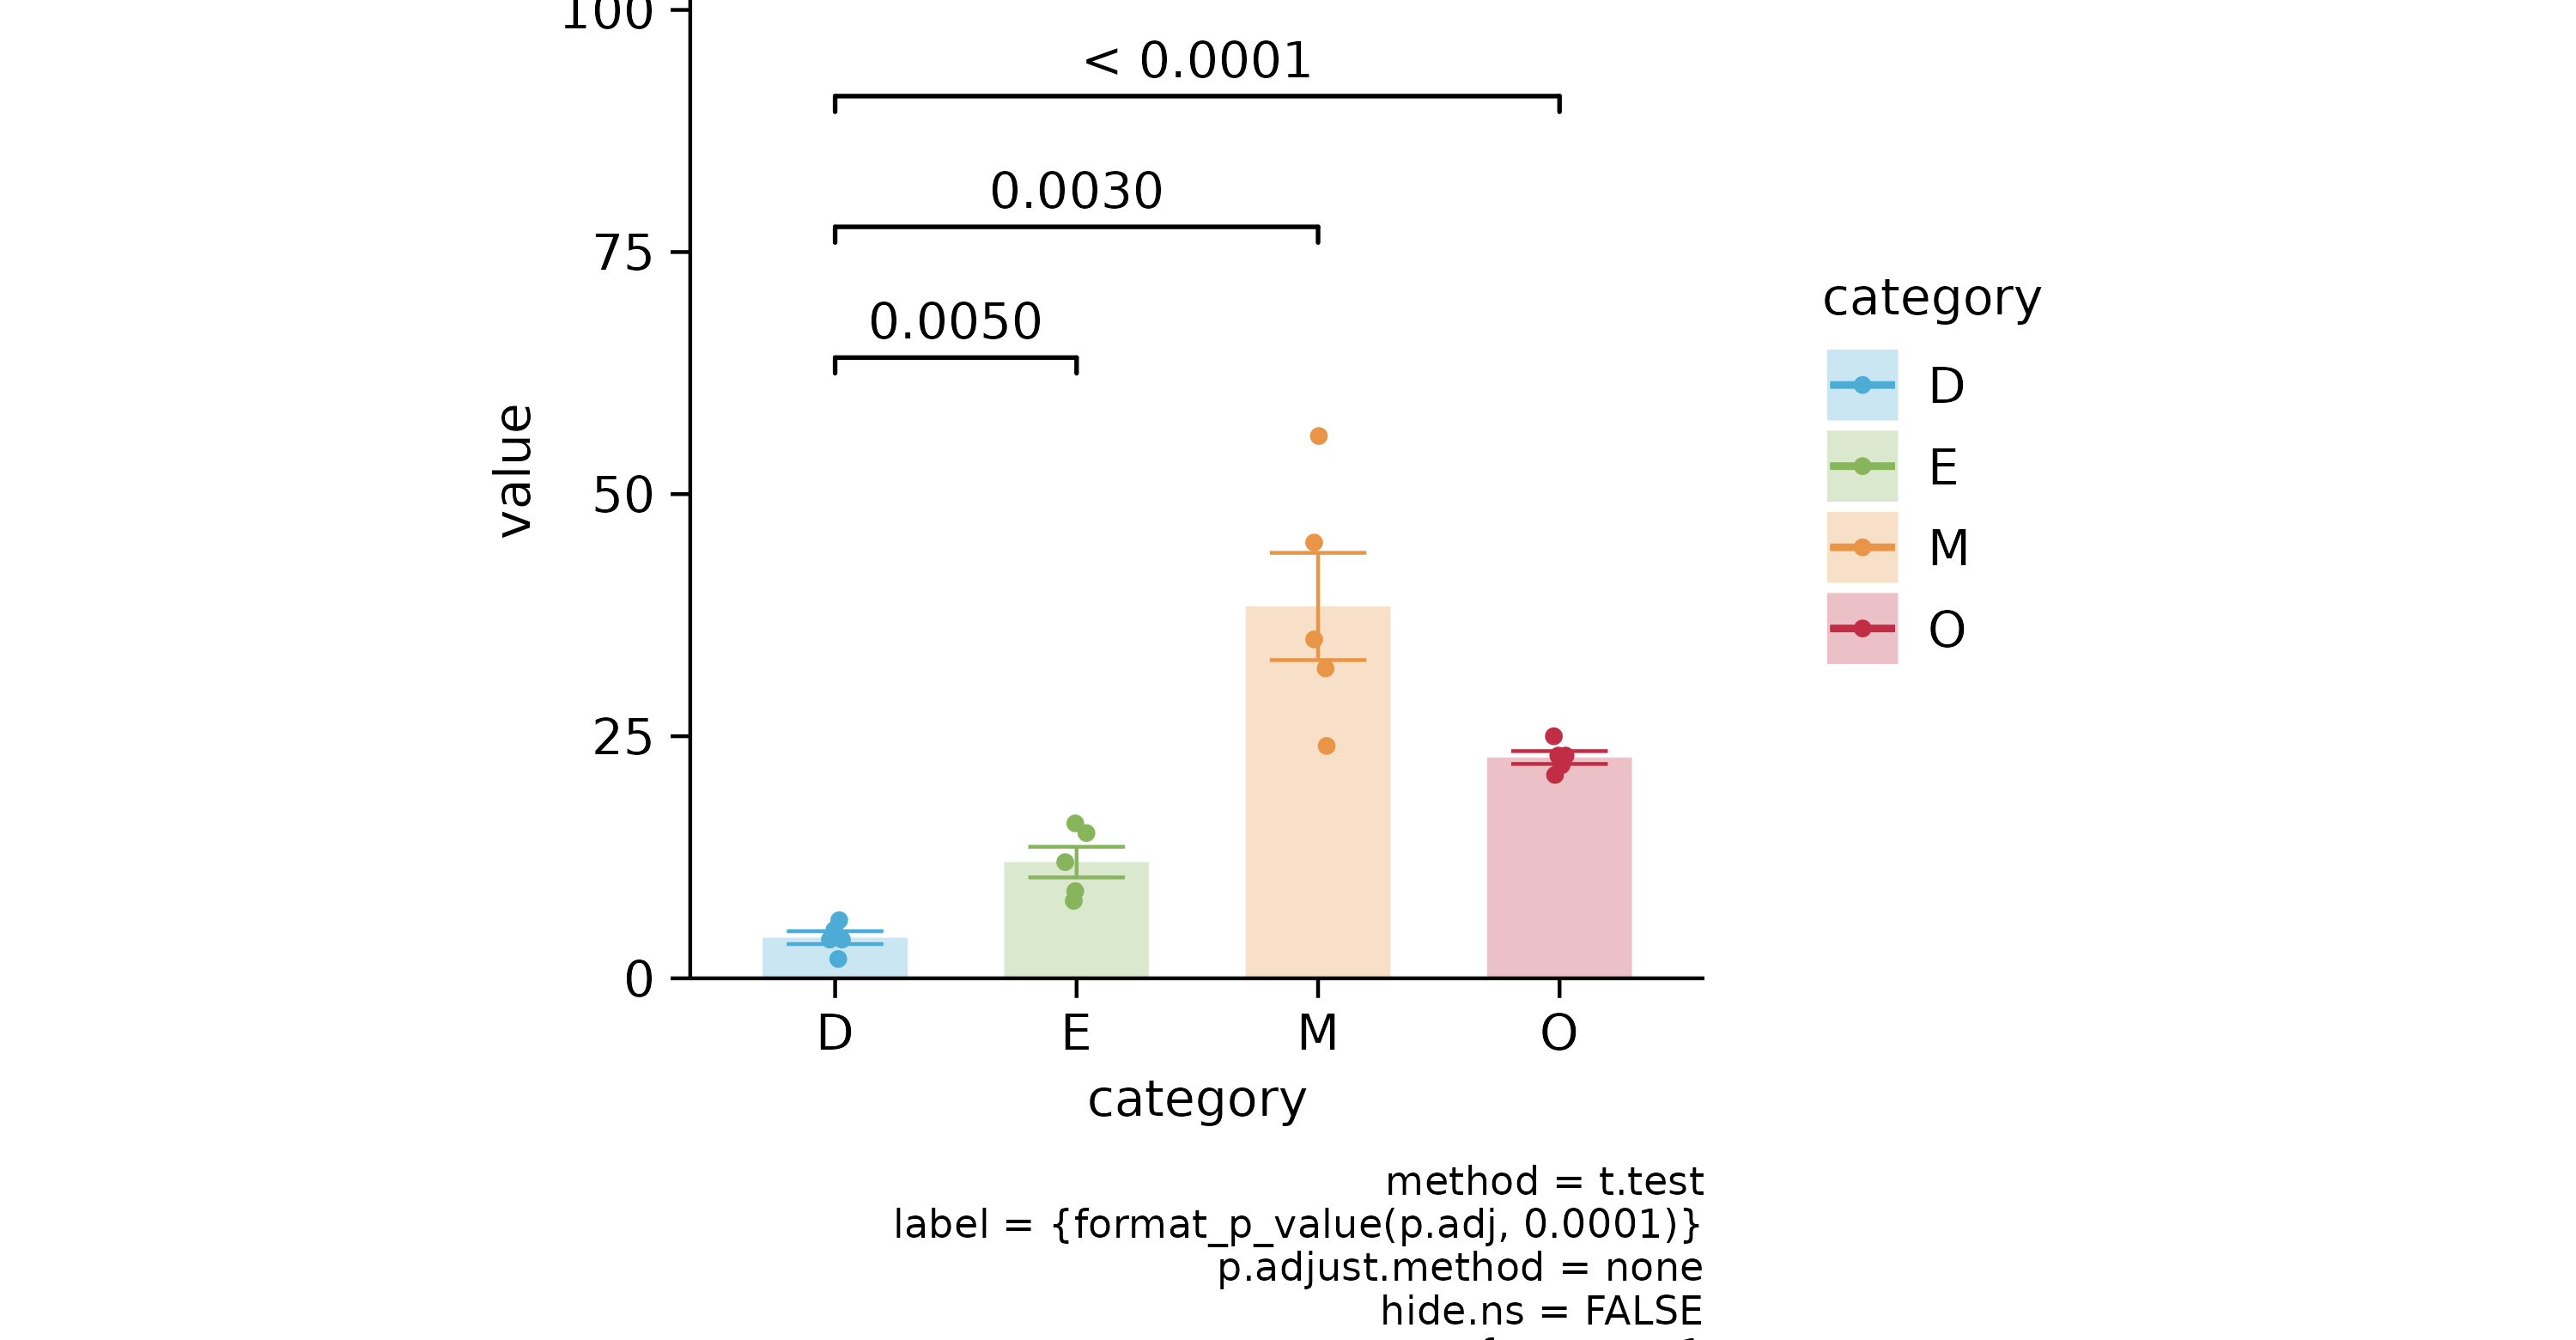 100
< 0.0001
0.0030
75
0.0050
50
25
0
value
D
E
M
O
category
category
D
E
M
O
method = t.test
label = {format_p_value(p.adj, 0.0001)}
p.adjust.method = none
hide.ns = FALSE